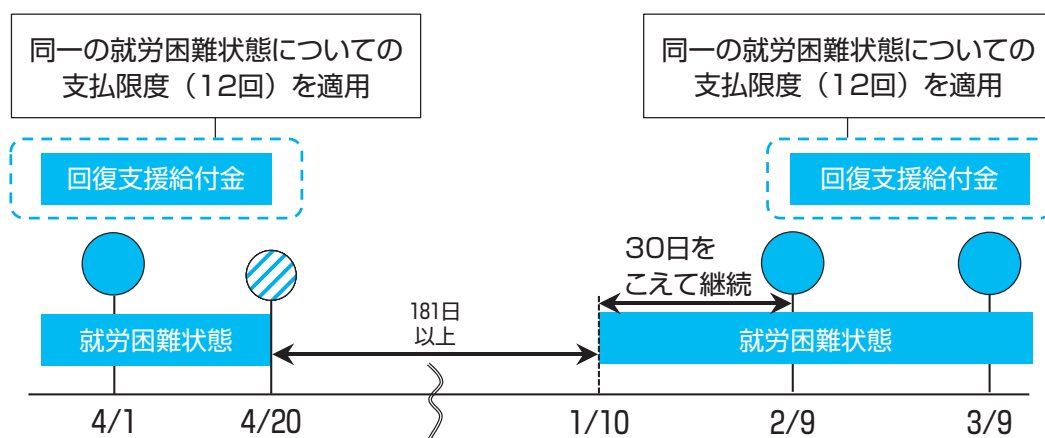 同一の就労困難状態についての
支払限度（12回）を適用
同一の就労困難状態についての
支払限度（12回）を適用
回復支援給付金
回復支援給付金
30日を
こえて継続
181日
以上
就労困難状態
就労困難状態
4/1
4/20
1/10
2/9
3/9